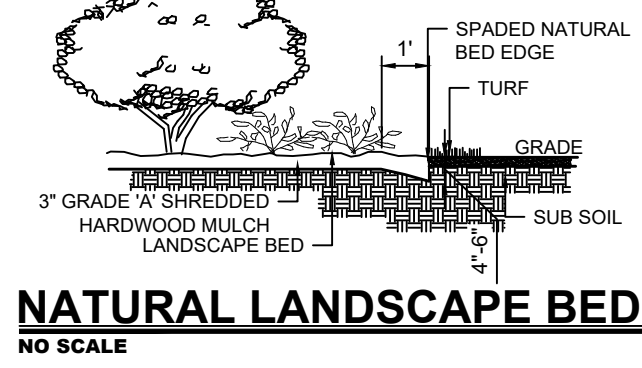 SPADED NATURAL
BED EDGE
1'
TURF
GRADE
3" GRADE 'A' SHREDDED
HARDWOOD MULCH
LANDSCAPE BED
SUB SOIL
4"-6"
NATURAL LANDSCAPE BED
NO SCALE